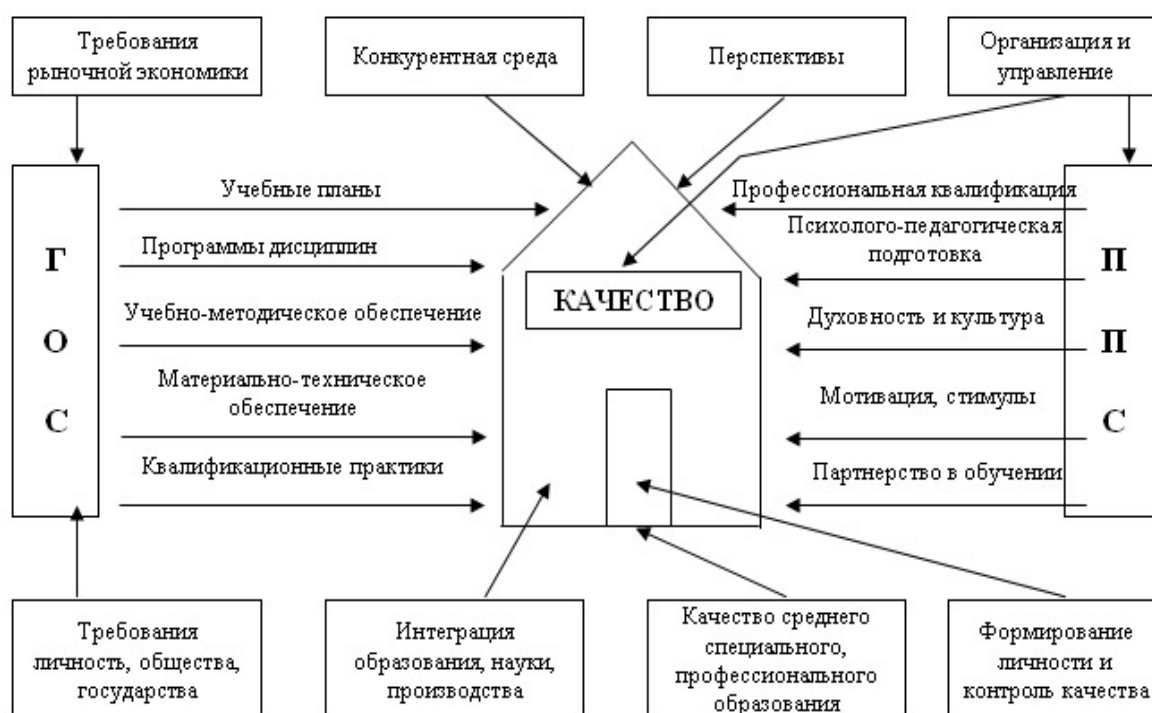 Требования
рыночной экономики
Конкурентная среда
Перспективы
Организация и
управление
Г
О
С
Учебные планы
Программы дисциплин
Учебно-методическое обеспечение
Материально-техническое
обеспечение
Квалификационные практики
КАЧЕСТВО
Профессиональная квалификация
Психолого-педагогическая
подготовка
Духовность и культура
Мотивация, стимулы
Партнерство в обучении
П
П
С
Требования
личность, общества,
государства
Интеграция
образования, науки,
производства
Качество среднего
специального,
профессионального
образования
Формирование
личности и
контроль качества